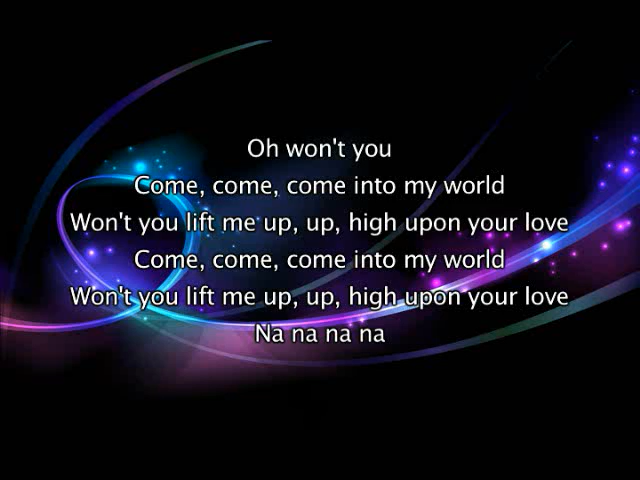 Oh won't you
Come, come, come into my world
Won't you lift me up, up, high upon your love
Come, come, come into my world
Won't you lift me up, up, high upon your love
Na na na na